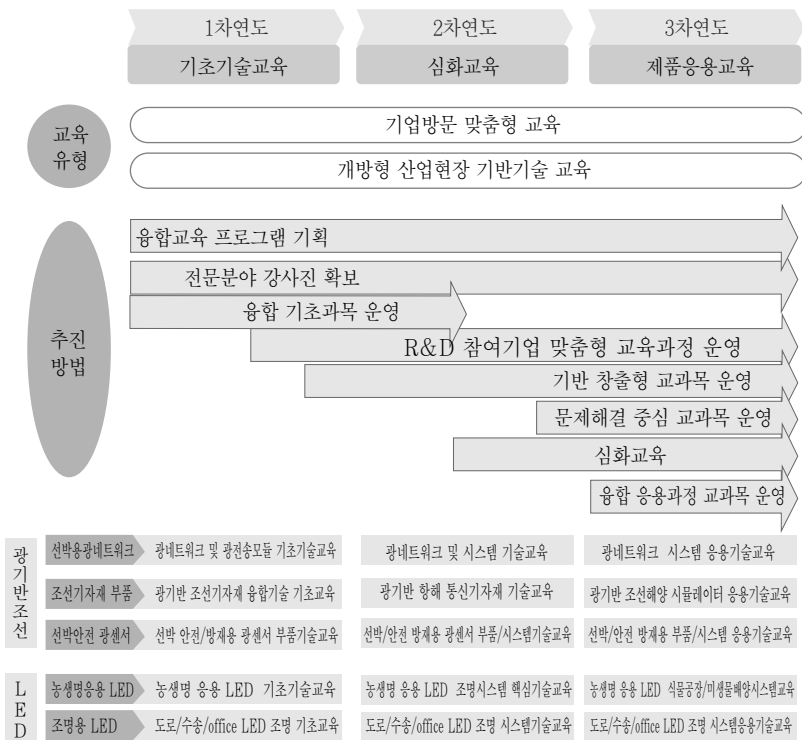 1차연도 2차연도 3차연도
기초기술교육 심화교육 제품응용교육
교육
유형
기업방문 맞춤형 교육
개방형 산업현장 기반기술 교육
추진
방법
융합교육 프로그램 기획
전문분야 강사진 확보
융합 기초과목 운영
R&D 참여기업 맞춤형 교육과정 운영
기반 창출형 교과목 운영
문제해결 중심 교과목 운영
심화교육
융합 응용과정 교과목 운영
광기반조선
선박용광네트워크 광네트워크 및 광전송모듈 기초기술교육 광네트워크 및 시스템 기술교육 광네트워크 시스템 응용기술교육
조선기자재 부품 광기반 조선기자재 융합기술 기초교육 광기반 항해 통신기자재 기술교육 광기반 조선해양 시뮬레이터 응용기술교육
선박안전 광센서 선박 안전/방재용 광센서 부품기술교육 선박/안전 방재용 광센서 부품/시스템기술교육 선박/안전 방재용 부품/시스템 응용기술교육
LED
농생명응용 LED 농생명 응용 LED 기초기술교육 농생명 응용 LED 조명시스템 핵심기술교육 농생명 응용 LED 식물공장/미생물배양시스템교육
조명용 LED 도로/수송/office LED 조명 기초교육 도로/수송/office LED 조명 시스템기술교육 도로/수송/office LED 조명 시스템응용기술교육